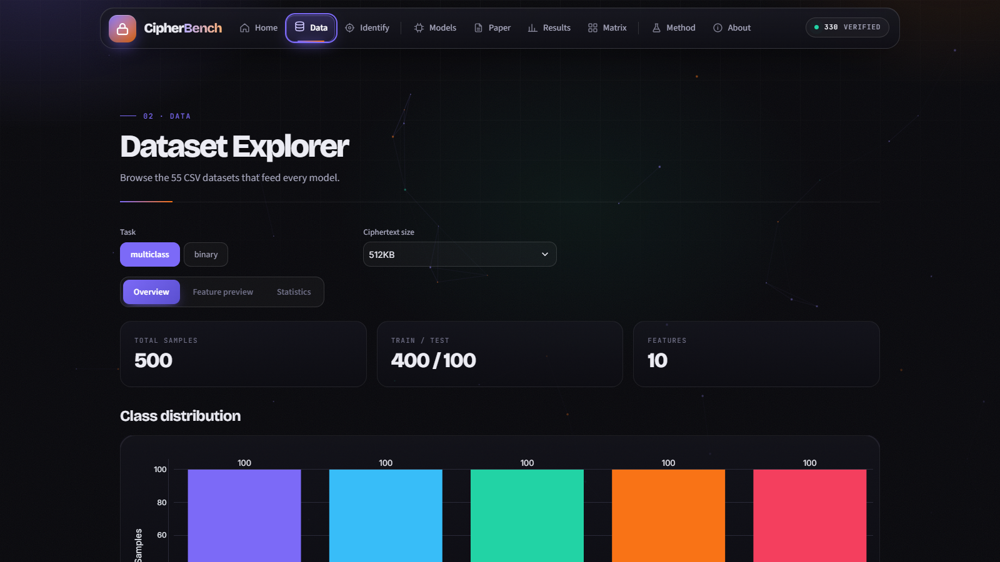 CipherBench
Home
Data
Identify
Models
Paper
Results
Matrix
Method
About
330 VERIFIED
02 · DATA
Dataset Explorer
Browse the 55 CSV datasets that feed every model.
Task
Ciphertext size
multiclass
binary
512KB
Overview
Feature preview
Statistics
TOTAL SAMPLES
500
TRAIN / TEST
400 / 100
FEATURES
10
Class distribution
100
100
100
100
100
100
80
60
Samples